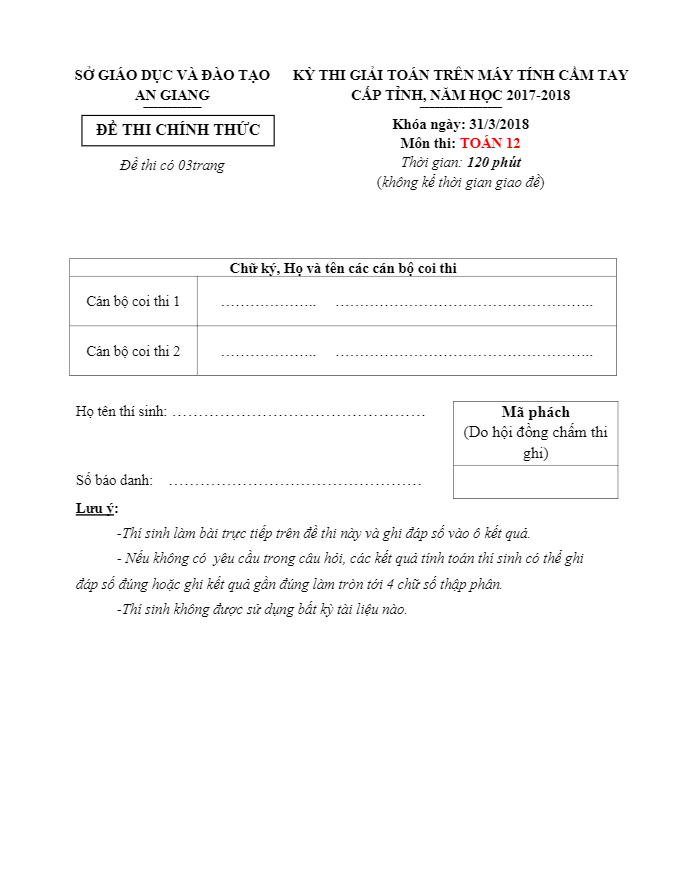 SỞ GIÁO DỤC VÀ ĐÀO TẠO
AN GIANG
ĐỀ THI CHÍNH THỨC
Đề thi có 03trang
KỲ THI GIẢI TOÁN TRÊN MÁY TÍNH CẦM TAY
CẤP TỈNH, NĂM HỌC 2017-2018
Khóa ngày: 31/3/2018
Môn thi: TOÁN 12
Thời gian: 120 phút
(không kể thời gian giao đề)
Chữ ký, Họ và tên các cán bộ coi thi
Cán bộ coi thi 1 ……………….. ……………………………………………..
Cán bộ coi thi 2 ……………….. ……………………………………………..
Họ tên thí sinh: …………………………………………
Số báo danh: …………………………………………
Mã phách
(Do hội đồng chấm thi
ghi)
Lưu ý:
-Thí sinh làm bài trực tiếp trên đề thi này và ghi đáp số vào ô kết quả.
- Nếu không có yêu cầu trong câu hỏi, các kết quả tính toán thí sinh có thể ghi
đáp số đúng hoặc ghi kết quả gần đúng làm tròn tới 4 chữ số thập phân.
-Thí sinh không được sử dụng bất kỳ tài liệu nào.